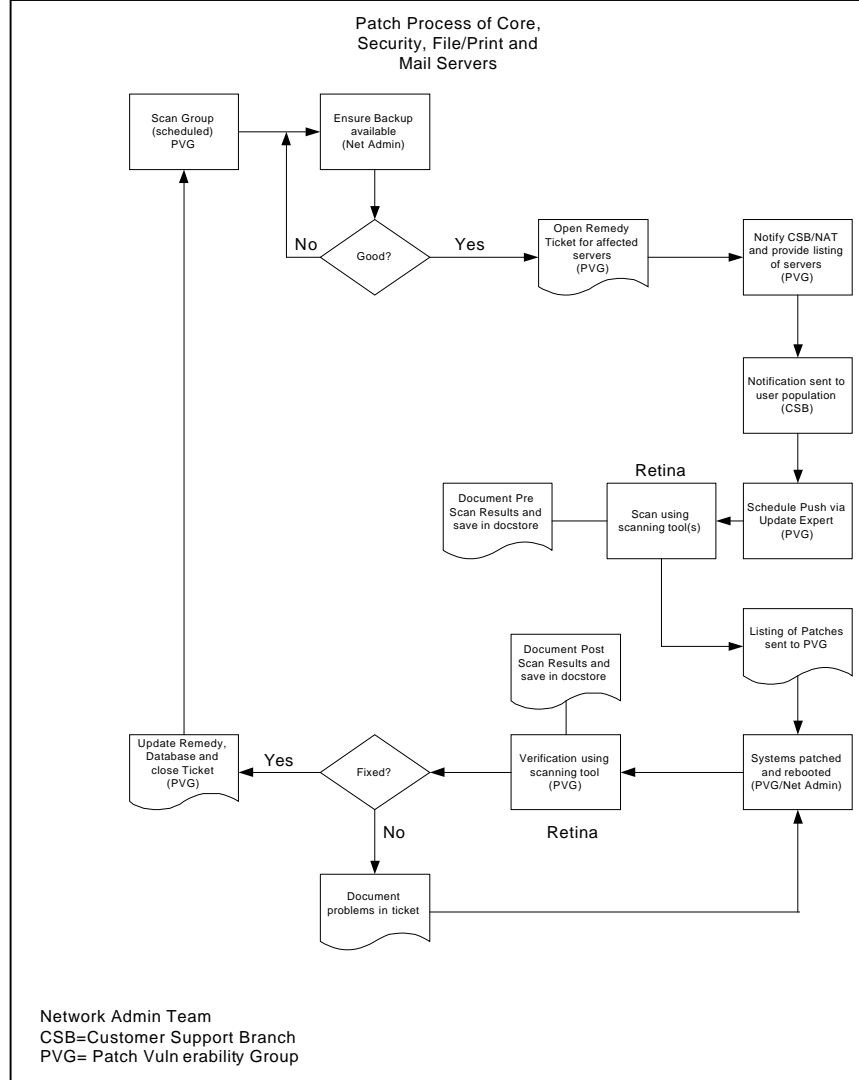 Patch Process of Core,
Security, File/Print and
Mail Servers
Scan Group
(scheduled)
PVG
Ensure Backup
available
(Net Admin)
Good?
No
Yes
Open Remedy
Ticket for affected
servers
(PVG)
Notify CSB/NAT
and provide listing
of servers
(PVG)
Notification sent to
user population
(CSB)
Schedule Push via
Update Expert
(PVG)
Retina
Scan using
scanning tool(s)
Document Pre
Scan Results and
save in docstore
Listing of Patches
sent to PVG
Systems patched
and rebooted
(PVG/Net Admin)
Document Post
Scan Results and
save in docstore
Verification using
scanning tool
(PVG)
Retina
Fixed?
Yes
No
Update Remedy,
Database and
close Ticket
(PVG)
Document
problems in ticket
Network Admin Team
CSB=Customer Support Branch
PVG= Patch Vuln erability Group